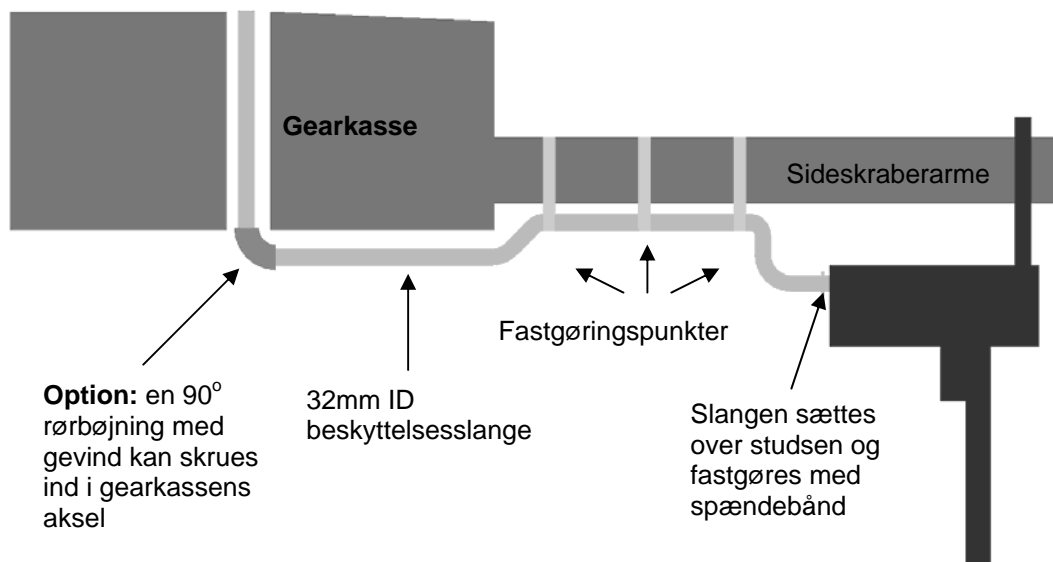 Gearkasse
Sideskraberarme
Fastgøringspunkter
Option: en 90°
rørbøjning med
gevind kan skrues
ind i gearkassens
aksel
32mm ID
beskyttelsesslange
Slangen sættes
over studsen og
fastgøres med
spændebånd